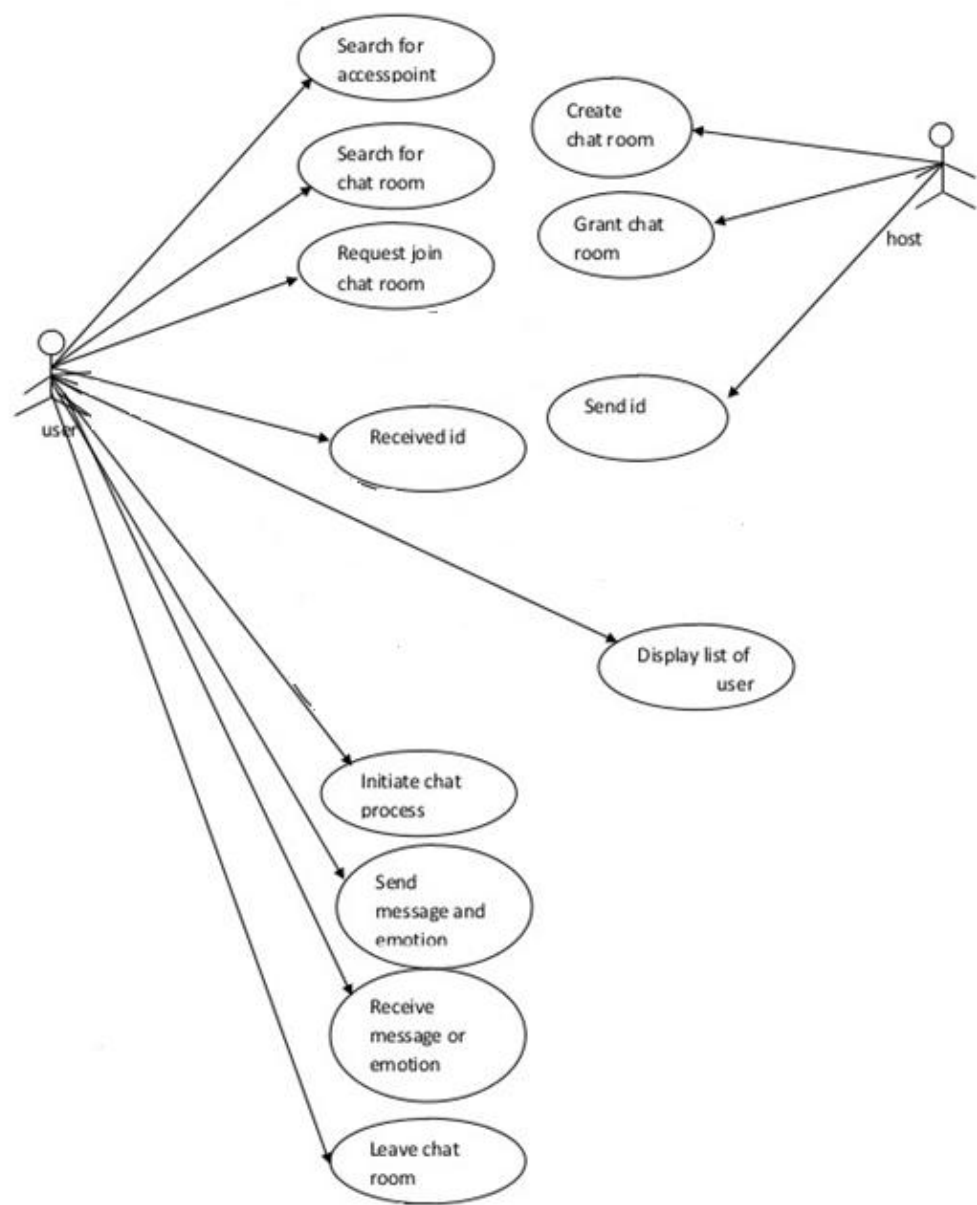 Search for
accesspoint
Create
chat room
Search for
chat room
Grant chat
room
host
Request join
chat room
user
Send id
Received id
Display list of
user
Initiate chat
process
Send
message and
emotion
Receive
message or
emotion
Leave chat
room